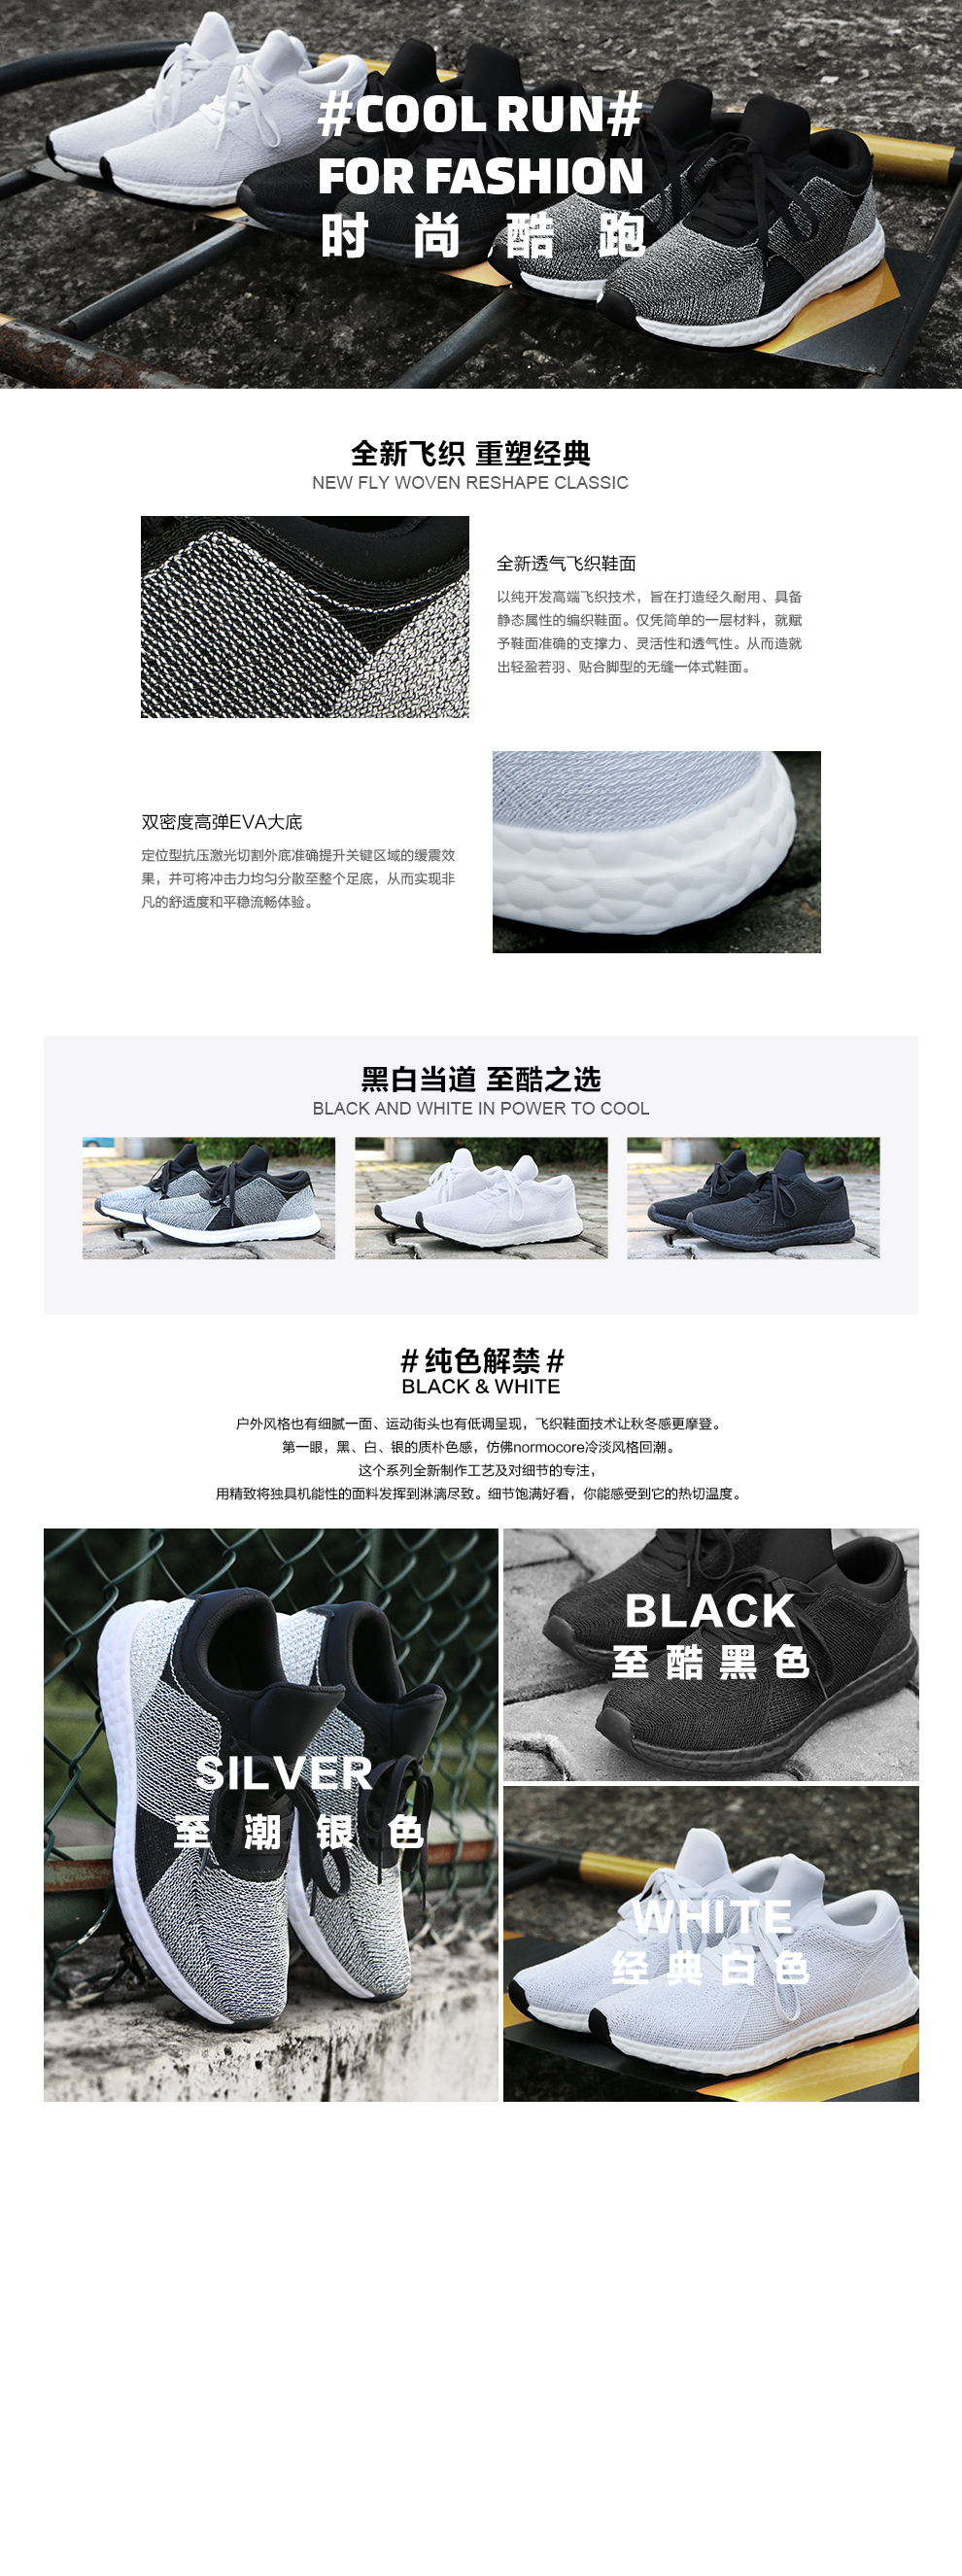 #COOL RUN#
FOR FASHION
时尚酷跑
全新飞织 重塑经典
NEW FLY WOVEN RESHAPE CLASSIC
全新透气飞织鞋面
以纯开发高端飞织技术，旨在打造经久耐用、具备
静态属性的编织鞋面。仅凭简单的一层材料，就赋
予鞋面准确的支撑力、灵活性和透气性。从而造就
出轻盈若羽、贴合脚型的无缝一体式鞋面。
双密度高弹EVA大底
定位型抗压激光切割外底准确提升关键区域的缓震效
果，并可将冲击力均匀分散至整个足底，从而实现非
凡的舒适度和平稳流畅体验。
黑白当道 至酷之选
BLACK AND WHITE IN POWER TO COOL
# 纯色解禁 #
BLACK & WHITE
户外风格也有细腻一面、运动街头也有低调呈现，飞织鞋面技术让秋冬感更摩登。
第一眼，黑、白、银的质朴色感，仿佛normocore冷淡风格回潮。
这个系列全新制作工艺及对细节的专注，
用精致将独具机能性的面料发挥到淋漓尽致。细节饱满好看，你能感受到它的热切温度。
SILVER
至潮银色
BLACK
至酷黑色
WHITE
经典白色